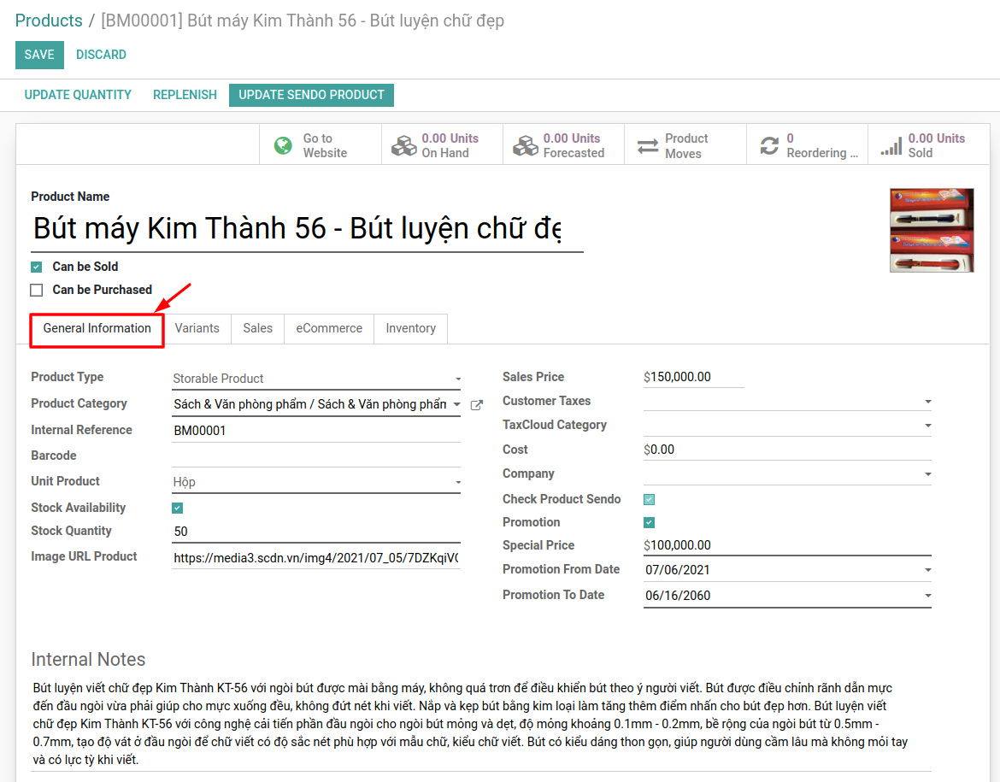 Products / [BM00001] Bút máy Kim Thành 56 - Bút luyện chữ đẹp
SAVE DISCARD
UPDATE QUANTITY REPLENISH UPDATE SENDO PRODUCT
Go to Website
0.00 Units On Hand
0.00 Units Forecasted
Product Moves
0 Reordering ...
0.00 Units Sold
Product Name
Bút máy Kim Thành 56 - Bút luyện chữ đẹ
Can be Sold
Can be Purchased
General Information Variants Sales eCommerce Inventory
Product Type Storable Product
Product Category Sách & Văn phòng phẩm / Sách & Văn phòng phẩm
Internal Reference BM00001
Barcode
Unit Product Hộp
Stock Availability
Stock Quantity 50
Image URL Product https://media3.scdn.vn/img4/2021/07_05/7DZKqiV
Sales Price $150,000.00
Customer Taxes
TaxCloud Category
Cost $0.00
Company
Check Product Sendo
Promotion
Special Price $100,000.00
Promotion From Date 07/06/2021
Promotion To Date 06/16/2060
Internal Notes
Bút luyện viết chữ đẹp Kim Thành KT-56 với ngòi bút được mài bằng máy, không quá trơn để điều khiển bút theo ý người viết. Bút được điều chỉnh rãnh dẫn mực
đến đầu ngòi vừa phải giúp cho mực xuống đều, không đứt nét khi viết. Nắp và kẹp bút bằng kim loại làm tăng thêm điểm nhấn cho bút đẹp hơn. Bút luyện viết
chữ đẹp Kim Thành KT-56 với công nghệ cải tiến phần đầu ngòi cho ngòi bút mỏng và dẹt, độ mỏng khoảng 0.1mm - 0.2mm, bề rộng của ngòi bút từ 0.5mm -
0.7mm, tạo độ vát ở đầu ngòi để chữ viết có độ sắc nét phù hợp với mẫu chữ, kiểu chữ viết. Bút có kiểu dáng thon gọn, giúp người dùng cầm lâu mà không mỏi tay
và có lực tỳ khi viết.